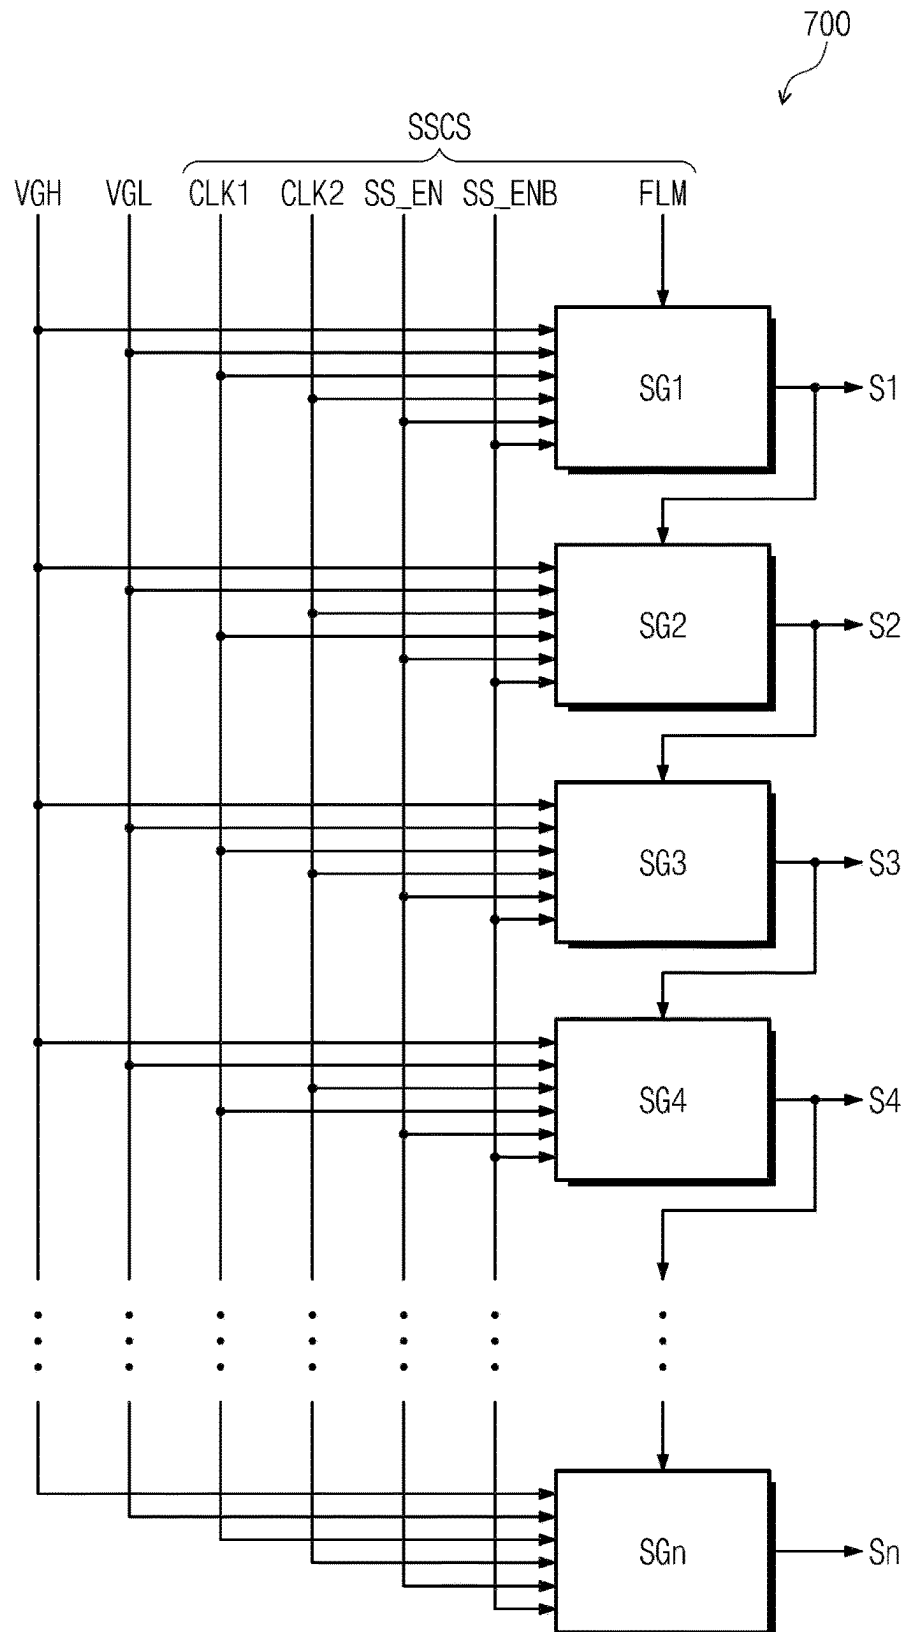 700
SSCS
VGH VGL CLK1 CLK2 SS_EN SS_ENB FLM
SG1 S1
SG2 S2
SG3 S3
SG4 S4
SGn Sn